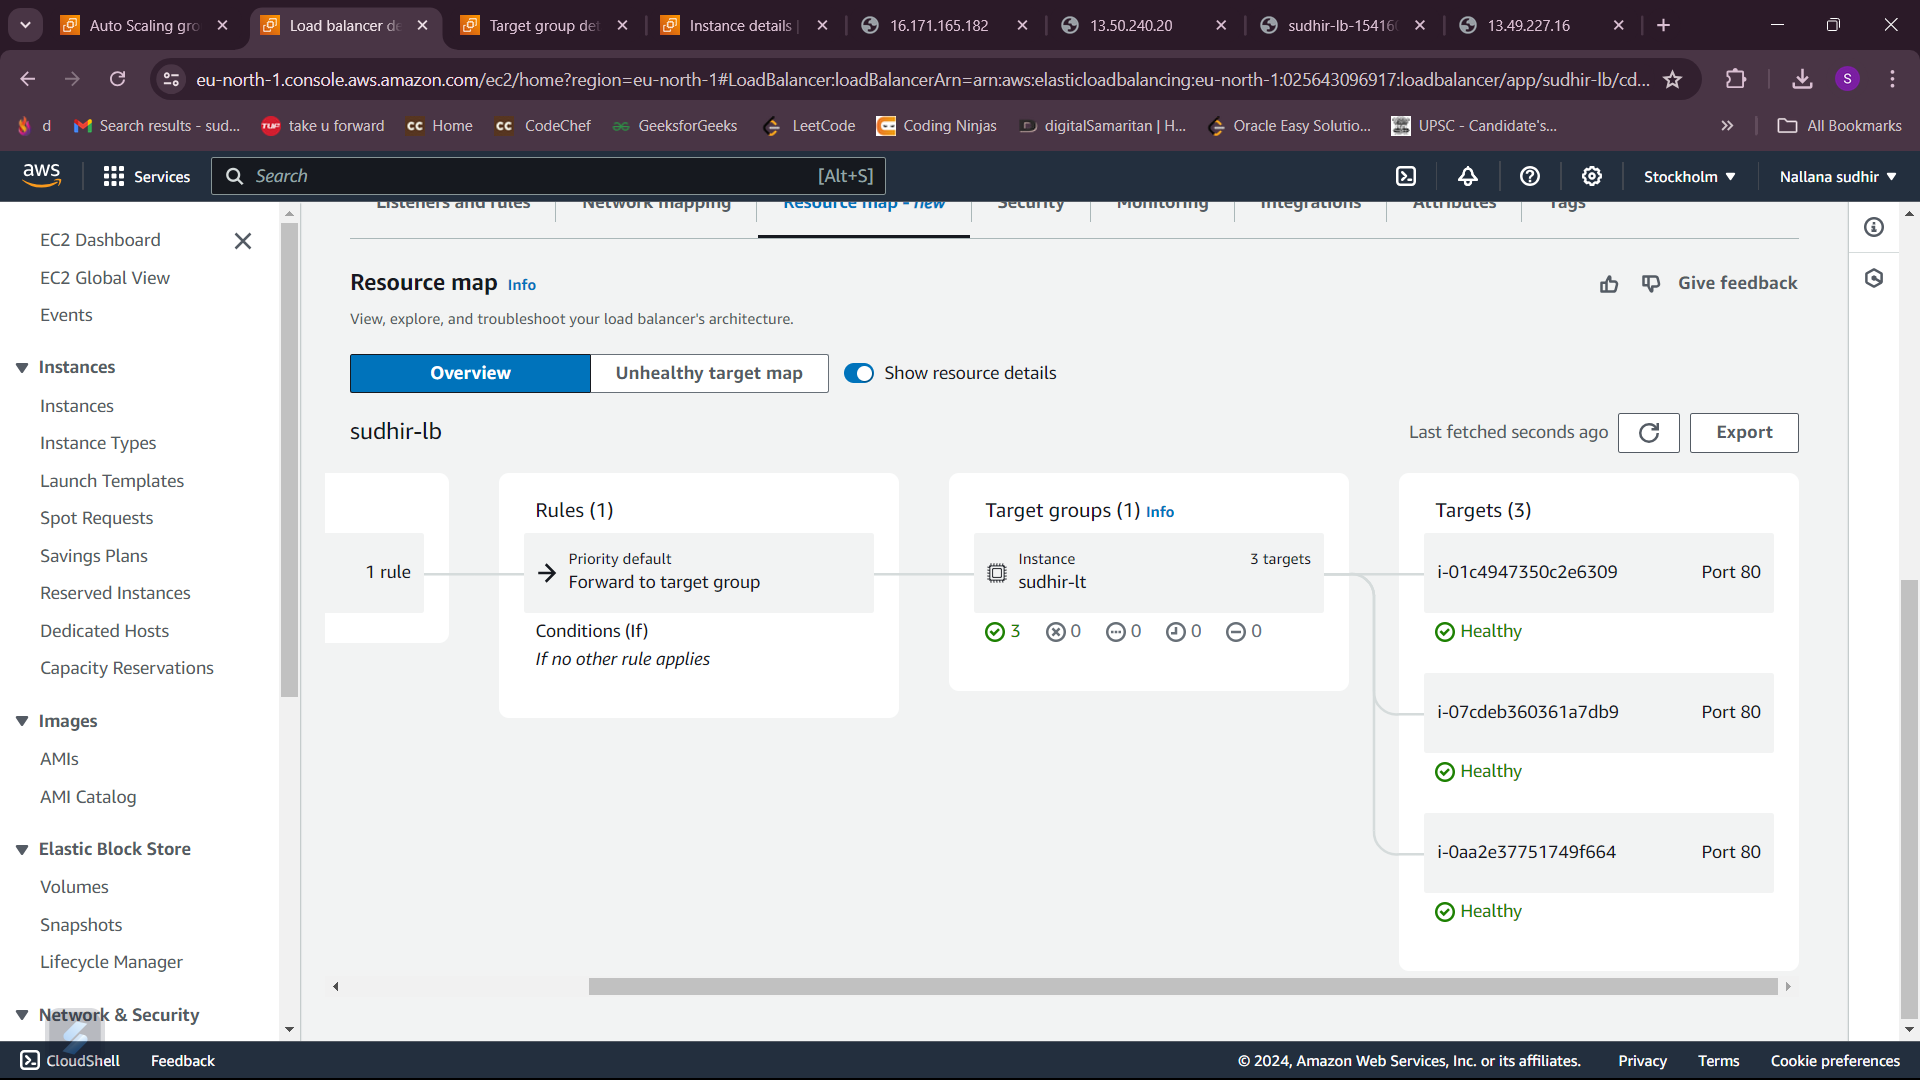 Auto Scaling gro
Load balancer de
Target group det
Instance details |
16.171.165.182
13.50.240.20
sudhir-lb-15416
13.49.227.16
eu-north-1.console.aws.amazon.com/ec2/home?region=eu-north-1#LoadBalancer:loadBalancerArn=arn:aws:elasticloadbalancing:eu-north-1:025643096917:loadbalancer/app/sudhir-lb/cd...
S
d
Search results - sud...
TUF take u forward
CC Home
CC CodeChef
GeeksforGeeks
LeetCode
Coding Ninjas
digitalSamaritan | H...
Oracle Easy Solutio...
UPSC - Candidate's...
All Bookmarks
aws
Services
Search
[Alt+S]
Stockholm
Nallana sudhir
EC2 Dashboard
EC2 Global View
Events
Instances
Instances
Instance Types
Launch Templates
Spot Requests
Savings Plans
Reserved Instances
Dedicated Hosts
Capacity Reservations
Images
AMIs
AMI Catalog
Elastic Block Store
Volumes
Snapshots
Lifecycle Manager
Network & Security
Listeners and rules
Network mapping
Resource map - new
Security
Monitoring
Integrations
Attributes
Tags
Resource map Info
Give feedback
View, explore, and troubleshoot your load balancer's architecture.
Overview
Unhealthy target map
Show resource details
sudhir-lb
Last fetched seconds ago
Export
1 rule
Rules (1)
Priority default
Forward to target group
Conditions (If)
If no other rule applies
Target groups (1) Info
Instance
3 targets
sudhir-lt
3 0 0 0 0
Targets (3)
i-01c4947350c2e6309 Port 80
Healthy
i-07cdeb360361a7db9 Port 80
Healthy
i-0aa2e37751749f664 Port 80
Healthy
CloudShell
Feedback
© 2024, Amazon Web Services, Inc. or its affiliates.
Privacy
Terms
Cookie preferences